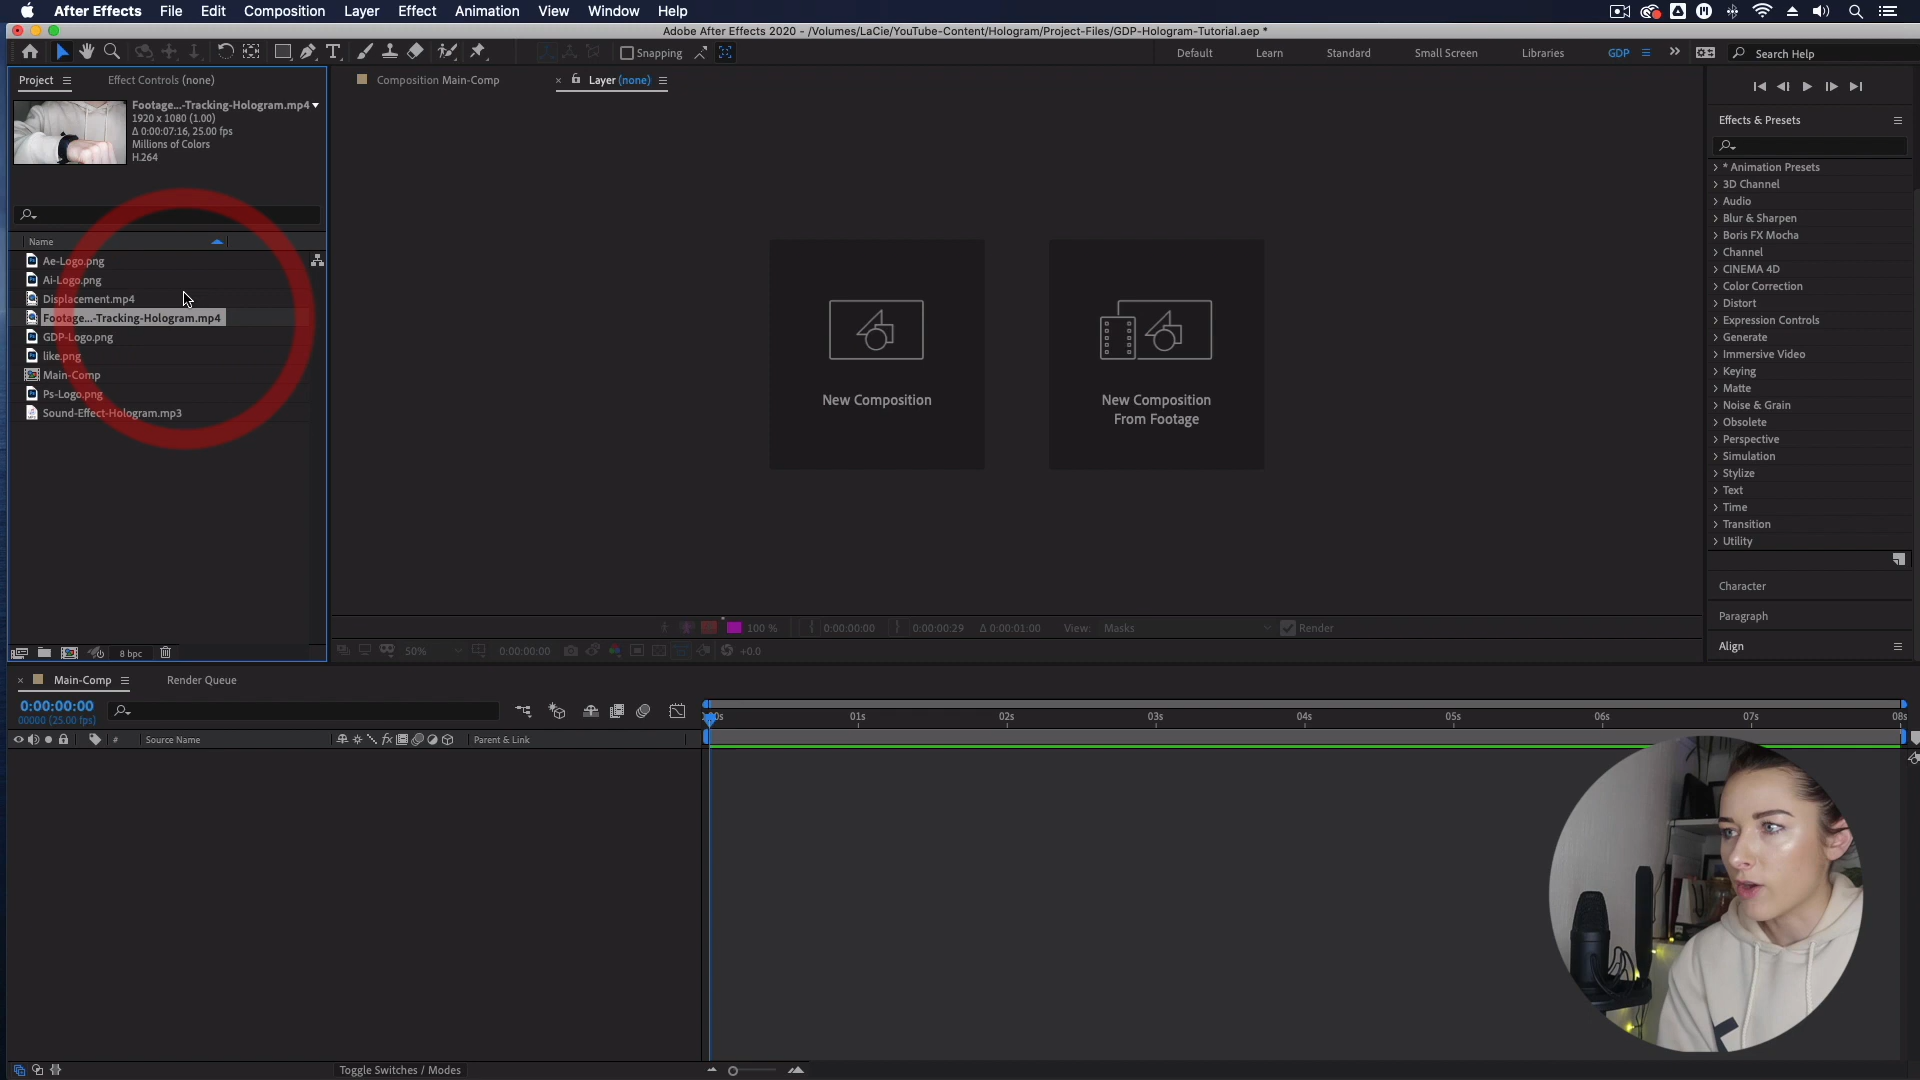 After Effects File Edit Composition Layer Effect Animation View Window Help
Adobe After Effects 2020 - /Volumes/LaCie/YouTube-Content/Hologram/Project-Files/GDP-Hologram-Tutorial.aep *
Snapping
Default Learn Standard Small Screen Libraries GDP
Search Help
Project
Effect Controls (none)
Composition Main-Comp
Layer (none)
Footage...-Tracking-Hologram.mp4
1920 x 1080 (1.00)
Δ 0:00:07:16, 25.00 fps
Millions of Colors
H.264
Name
Ae-Logo.png
Ai-Logo.png
Displacement.mp4
Footage...-Tracking-Hologram.mp4
GDP-Logo.png
like.png
Main-Comp
Ps-Logo.png
Sound-Effect-Hologram.mp3
8 bpc
New Composition
New Composition
From Footage
100 % 0:00:00:00 0:00:00:29 Δ 0:00:01:00 View: Masks Render
50% 0:00:00:00 +0.0
Effects & Presets
* Animation Presets
3D Channel
Audio
Blur & Sharpen
Boris FX Mocha
Channel
CINEMA 4D
Color Correction
Distort
Expression Controls
Generate
Immersive Video
Keying
Matte
Noise & Grain
Obsolete
Perspective
Simulation
Stylize
Text
Time
Transition
Utility
Character
Paragraph
Align
Main-Comp
Render Queue
0:00:00:00
00000 (25.00 fps)
# Source Name
fx
Parent & Link
01s 02s 03s 04s 05s 06s 07s 08s
Toggle Switches / Modes